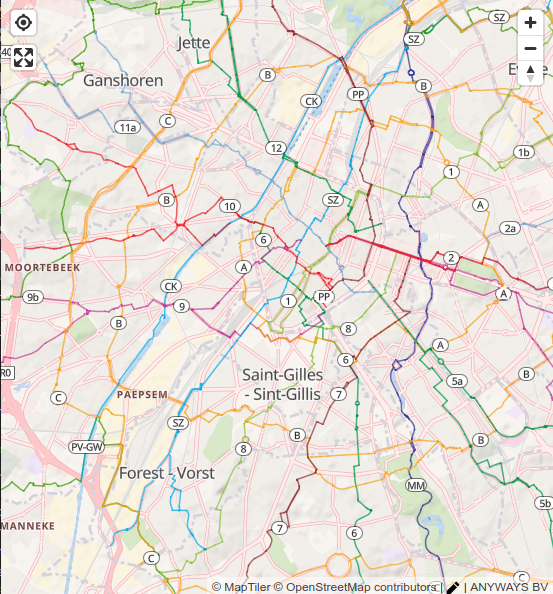 SZ
Jette
SZ
40
Ganshoren
B
E
B
CK
PP
C
11a
12
1b
1
B
10
SZ
A
2a
6
MOORTEBEEK
A
2
CK
9b
9
1
PP
A
B
8
A
6
R0
Saint-Gilles
- Sint-Gillis
5a
B
7
C
PAEPSEM
SZ
B
B
PV-GW
8
Forest - Vorst
MM
5b
MANNEKE
7
6
C
C
© MapTiler © OpenStreetMap contributors | | ANYWAYS BV